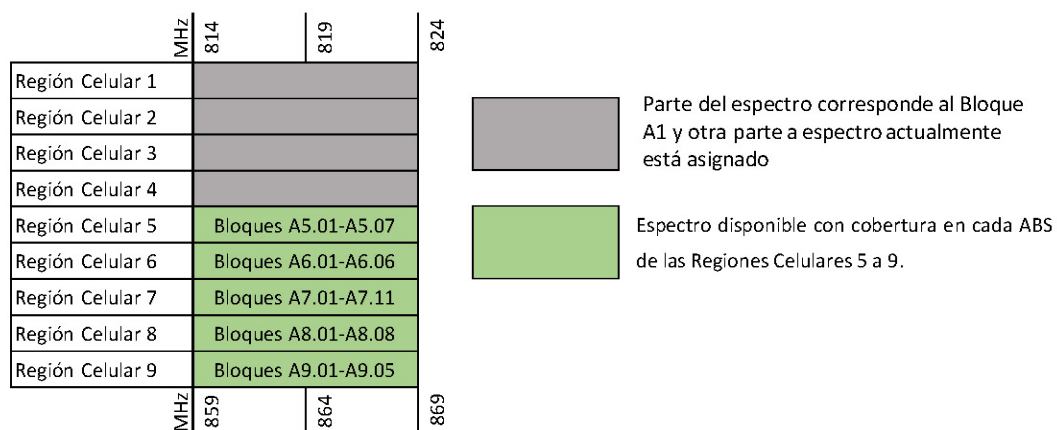 MHz
814
819
824
Región Celular 1
Región Celular 2
Región Celular 3
Región Celular 4
Región Celular 5
Bloques A5.01-A5.07
Región Celular 6
Bloques A6.01-A6.06
Región Celular 7
Bloques A7.01-A7.11
Región Celular 8
Bloques A8.01-A8.08
Región Celular 9
Bloques A9.01-A9.05
MHz
859
864
869
Parte del espectro corresponde al Bloque
A1 y otra parte a espectro actualmente
está asignado
Espectro disponible con cobertura en cada ABS
de las Regiones Celulares 5 a 9.